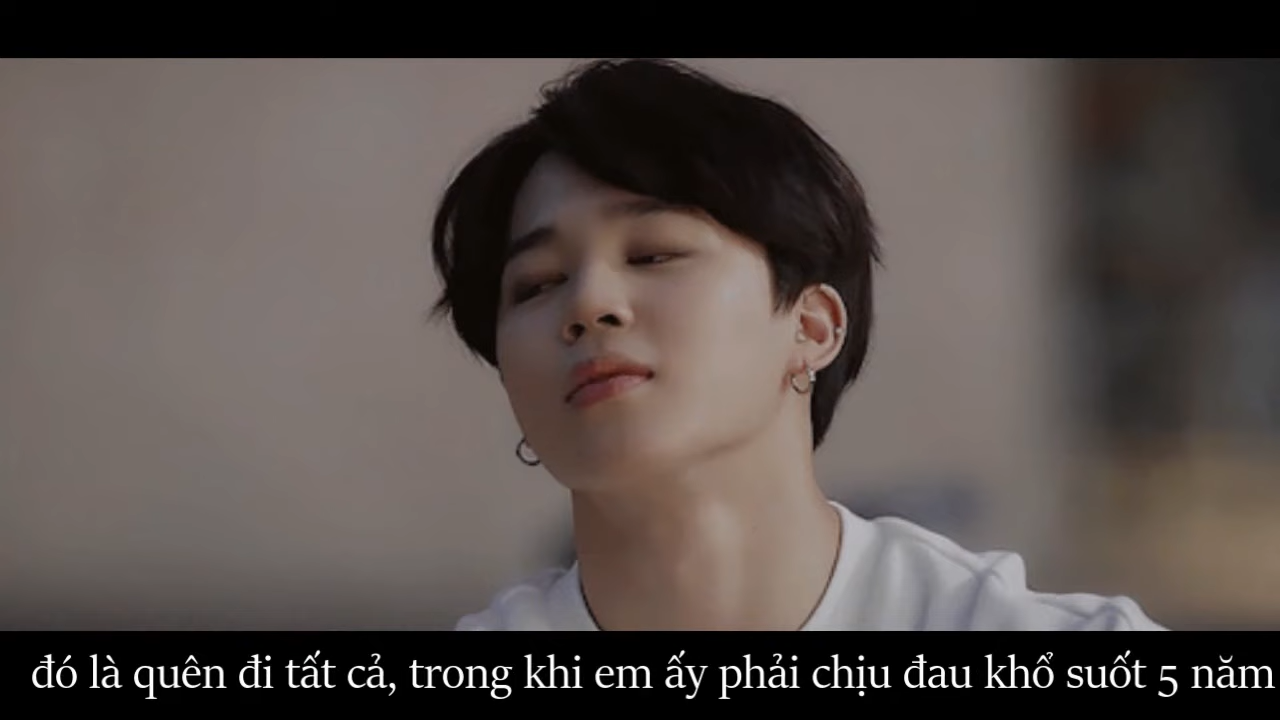 đó là quên đi tất cả, trong khi em ấy phải chịu đau khổ suốt 5 năm